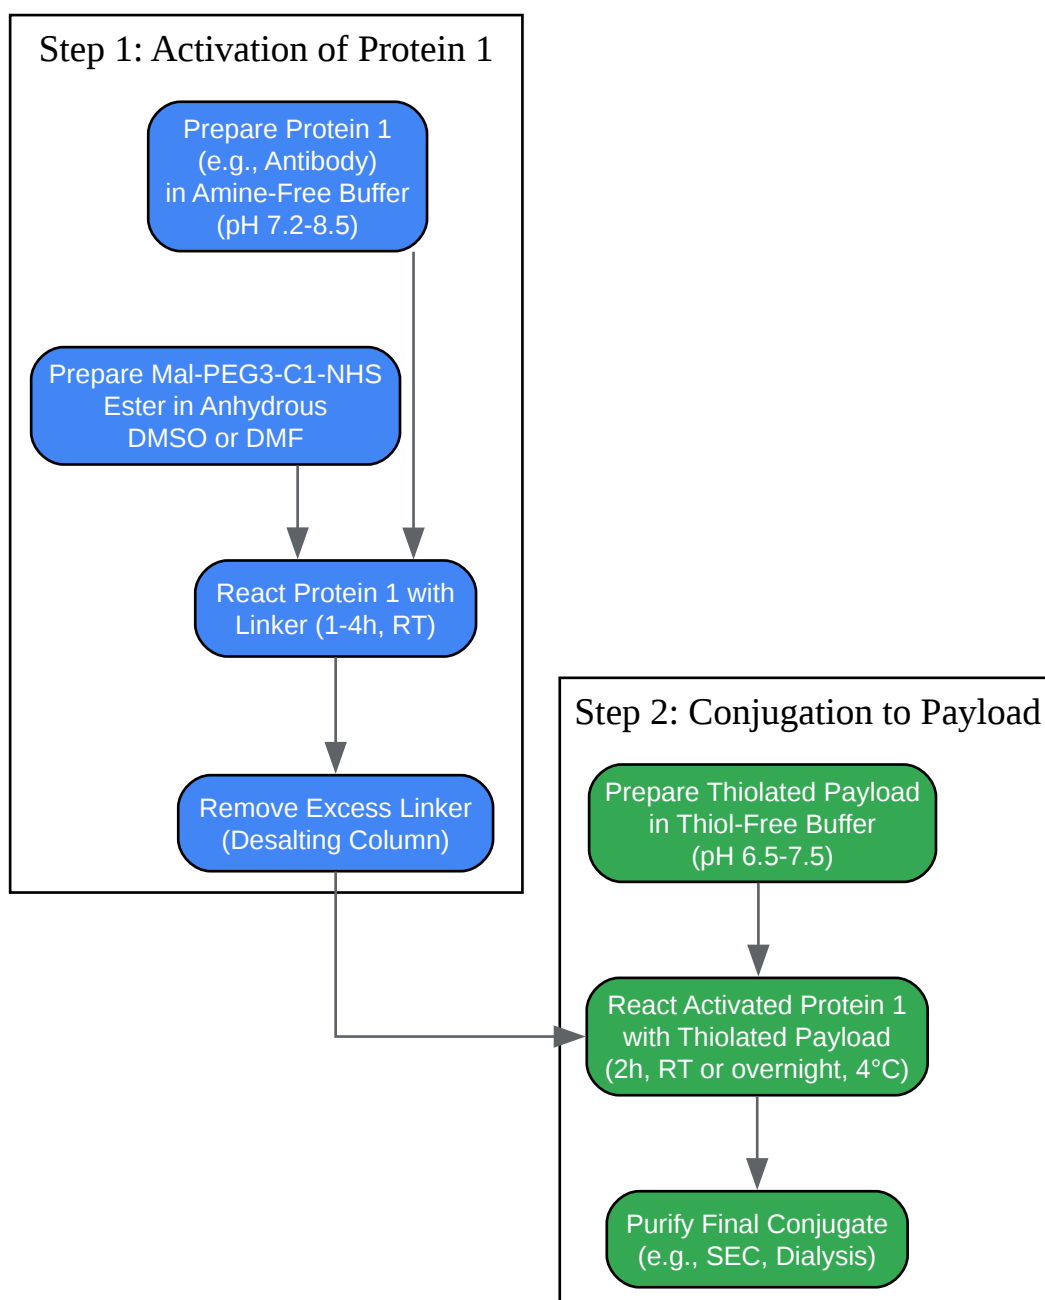 Step 1: Activation of Protein 1
Prepare Protein 1
(e.g., Antibody)
in Amine-Free Buffer
(pH 7.2-8.5)
Prepare Mal-PEG3-C1-NHS
Ester in Anhydrous
DMSO or DMF
React Protein 1 with
Linker (1-4h, RT)
Remove Excess Linker
(Desalting Column)
Step 2: Conjugation to Payload
Prepare Thiolated Payload
in Thiol-Free Buffer
(pH 6.5-7.5)
React Activated Protein 1
with Thiolated Payload
(2h, RT or overnight, 4°C)
Purify Final Conjugate
(e.g., SEC, Dialysis)